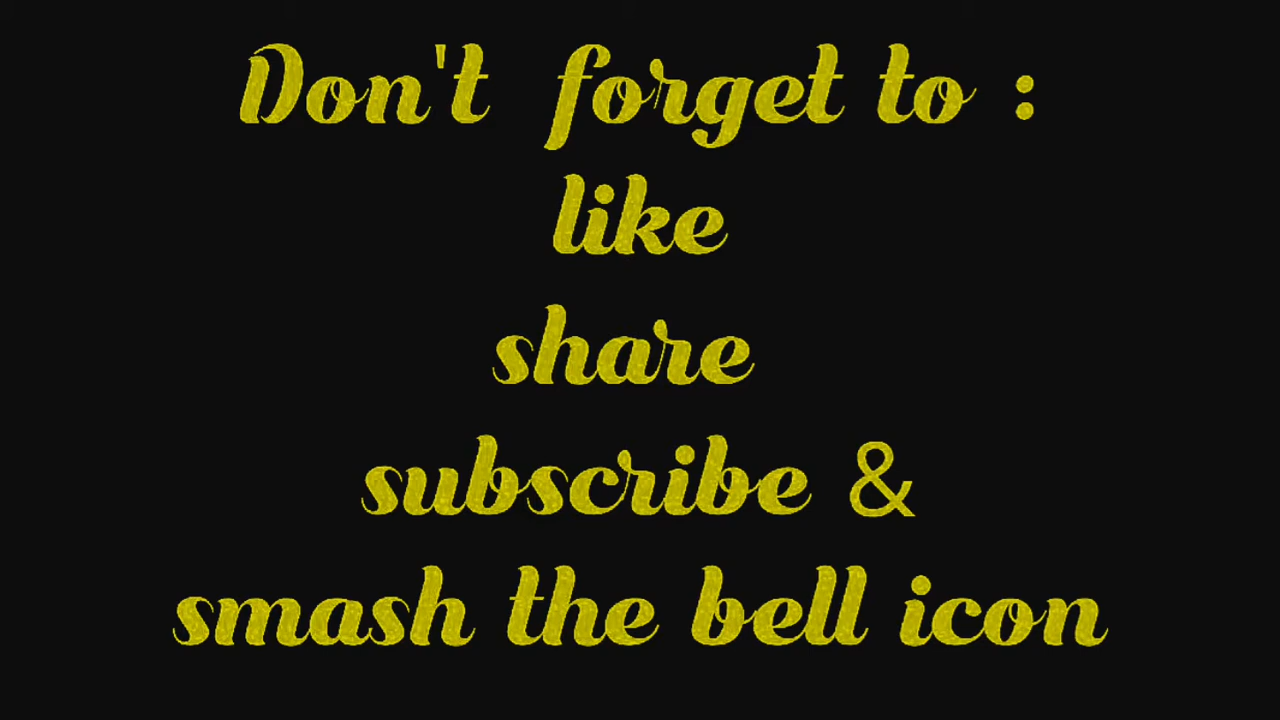 Don't forget to :
like
share
subscribe &
smash the bell icon